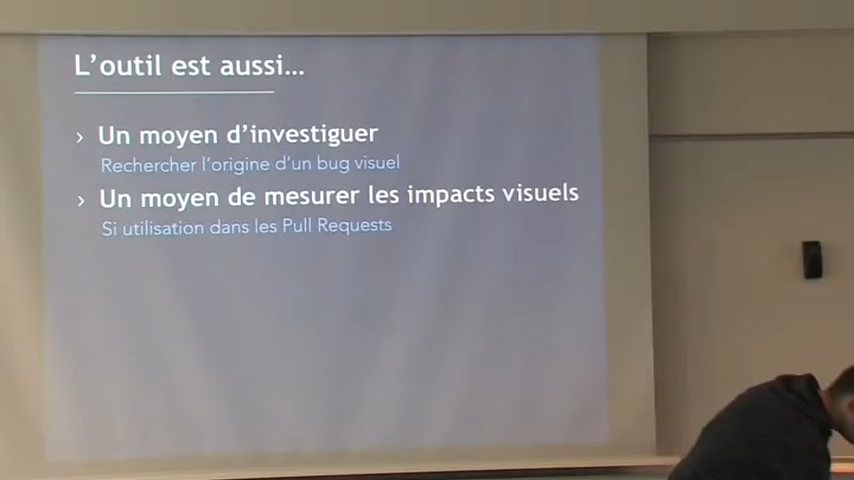 L'outil est aussi...
› Un moyen d'investiguer
Rechercher l'origine d'un bug visuel
› Un moyen de mesurer les impacts visuels
Si utilisation dans les Pull Requests